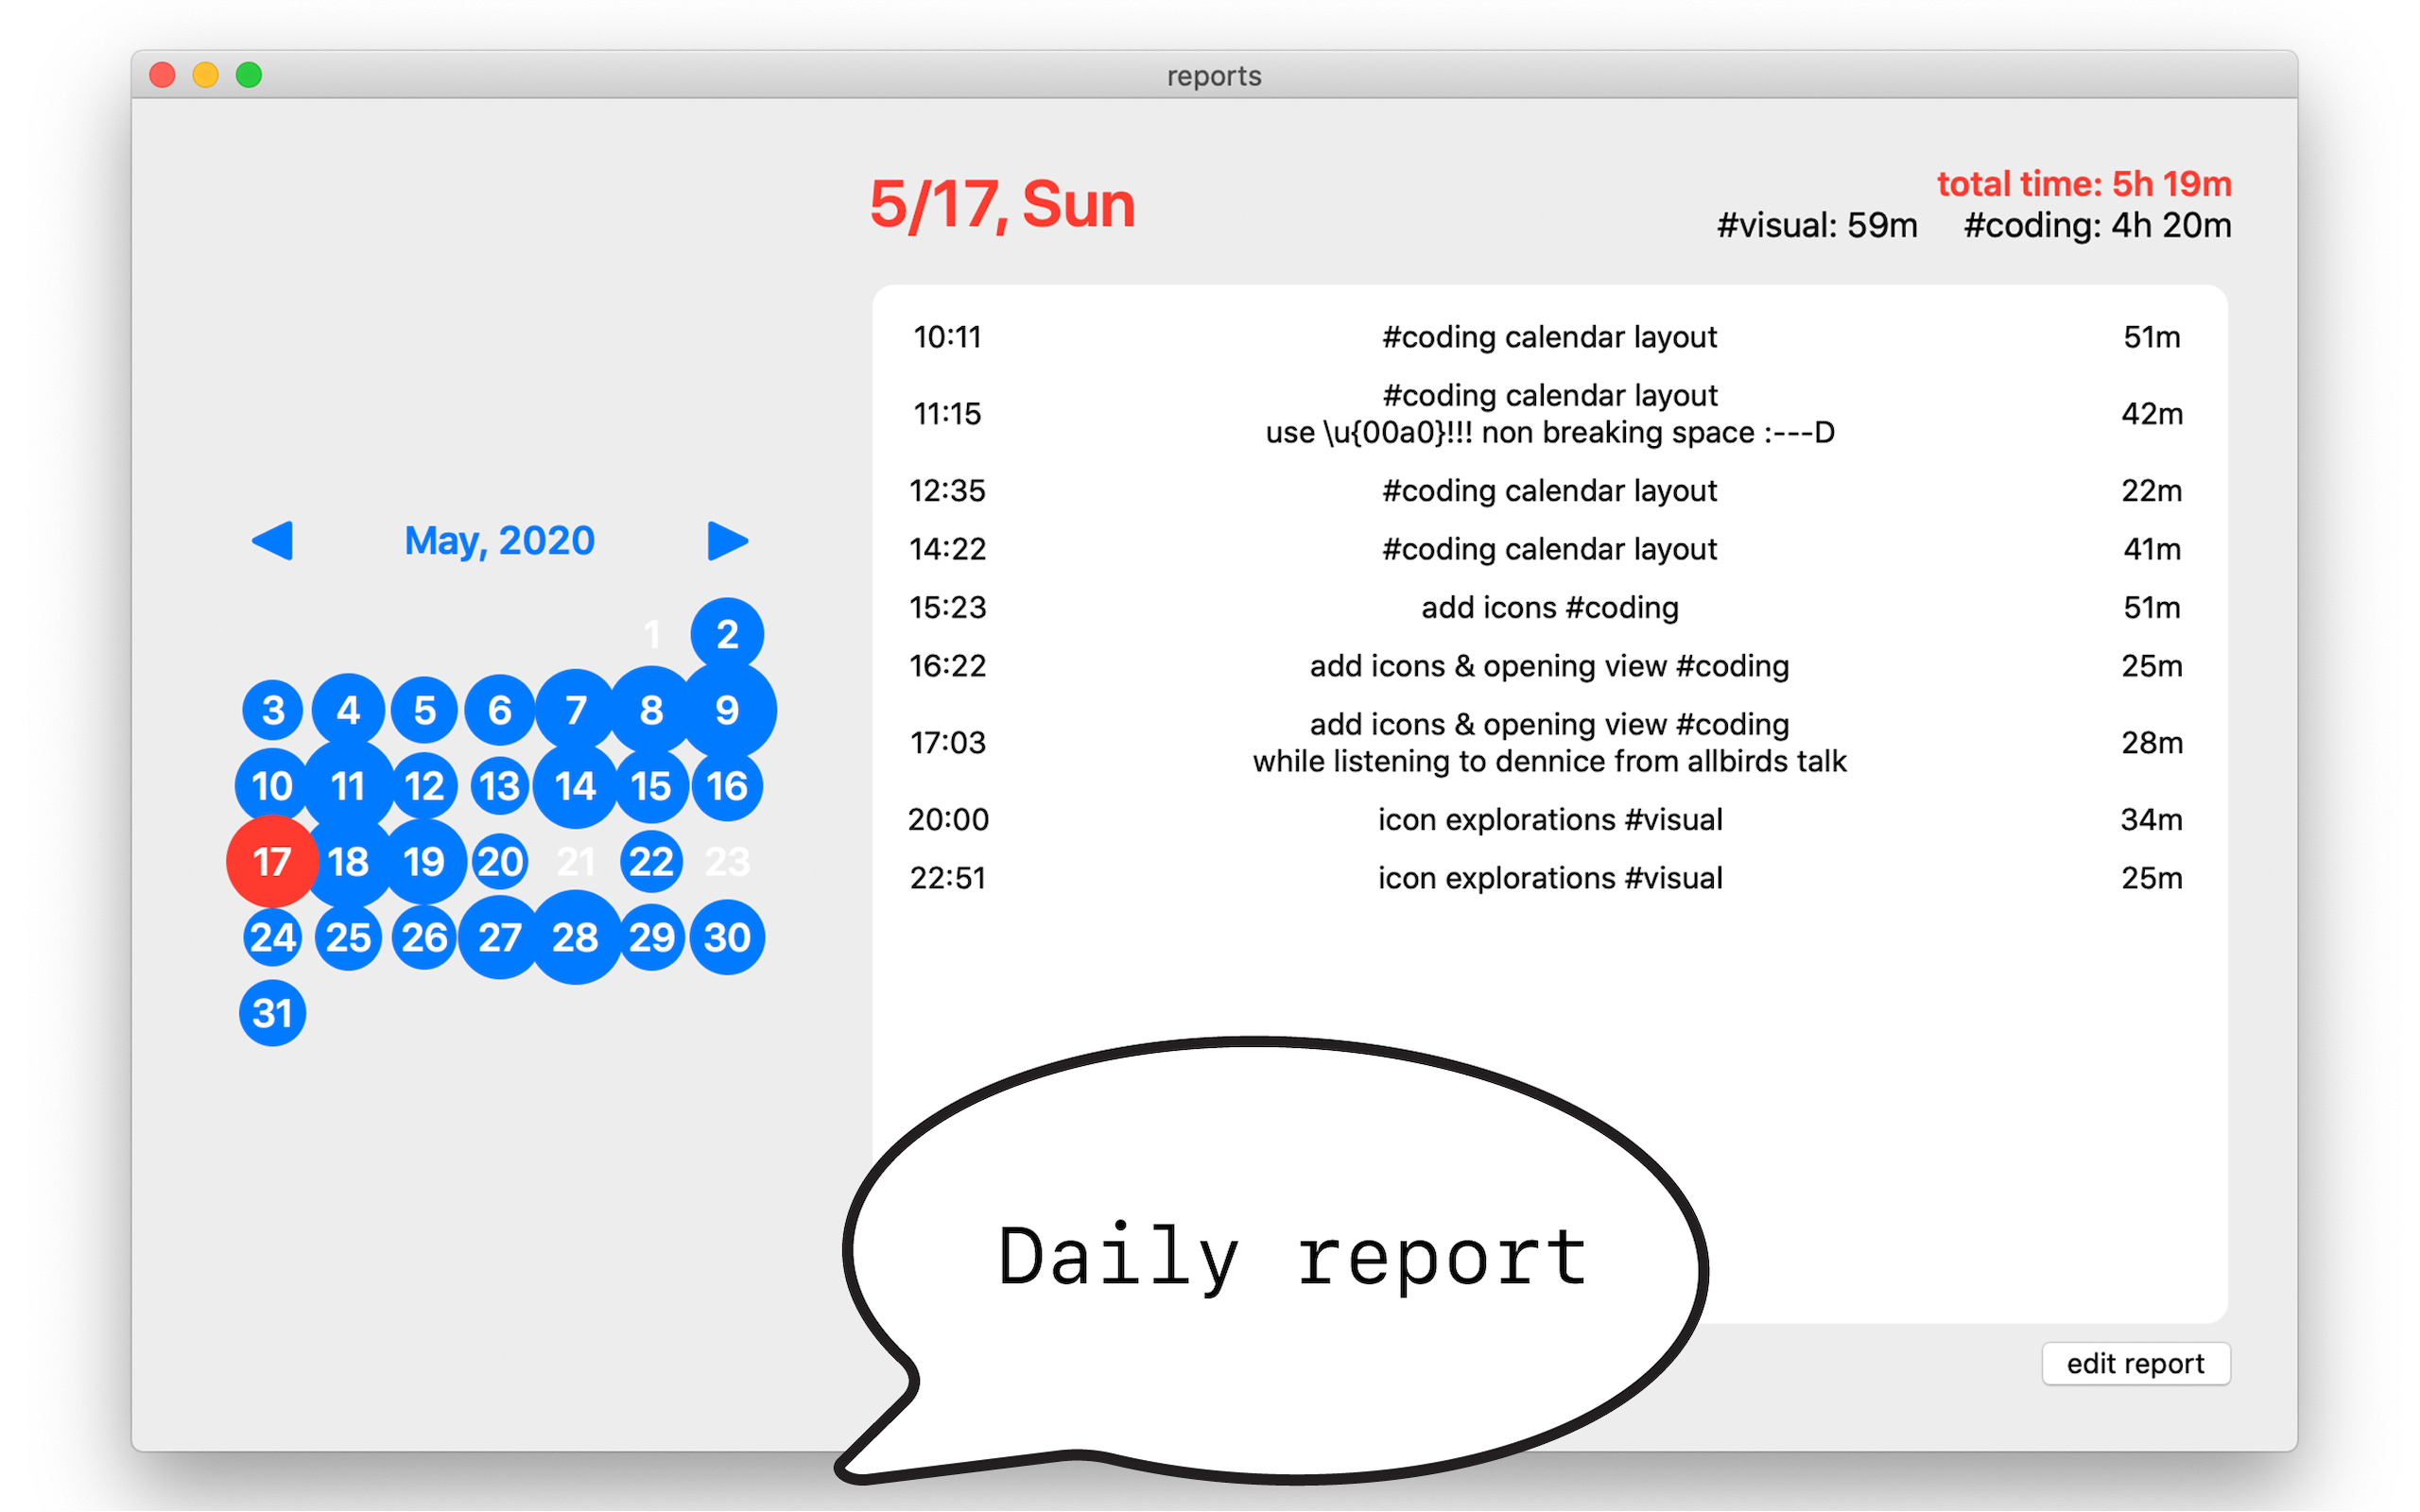 reports
5/17, Sun
total time: 5h 19m
#visual: 59m #coding: 4h 20m
May, 2020
1 2
3 4 5 6 7 8 9
10 11 12 13 14 15 16
17 18 19 20 21 22 23
24 25 26 27 28 29 30
31
10:11 #coding calendar layout 51m
#coding calendar layout
11:15 42m
use \u{00a0}!!! non breaking space :---D
12:35 #coding calendar layout 22m
14:22 #coding calendar layout 41m
15:23 add icons #coding 51m
16:22 add icons & opening view #coding 25m
add icons & opening view #coding
17:03 28m
while listening to dennice from allbirds talk
20:00 icon explorations #visual 34m
22:51 icon explorations #visual 25m
Daily report
edit report